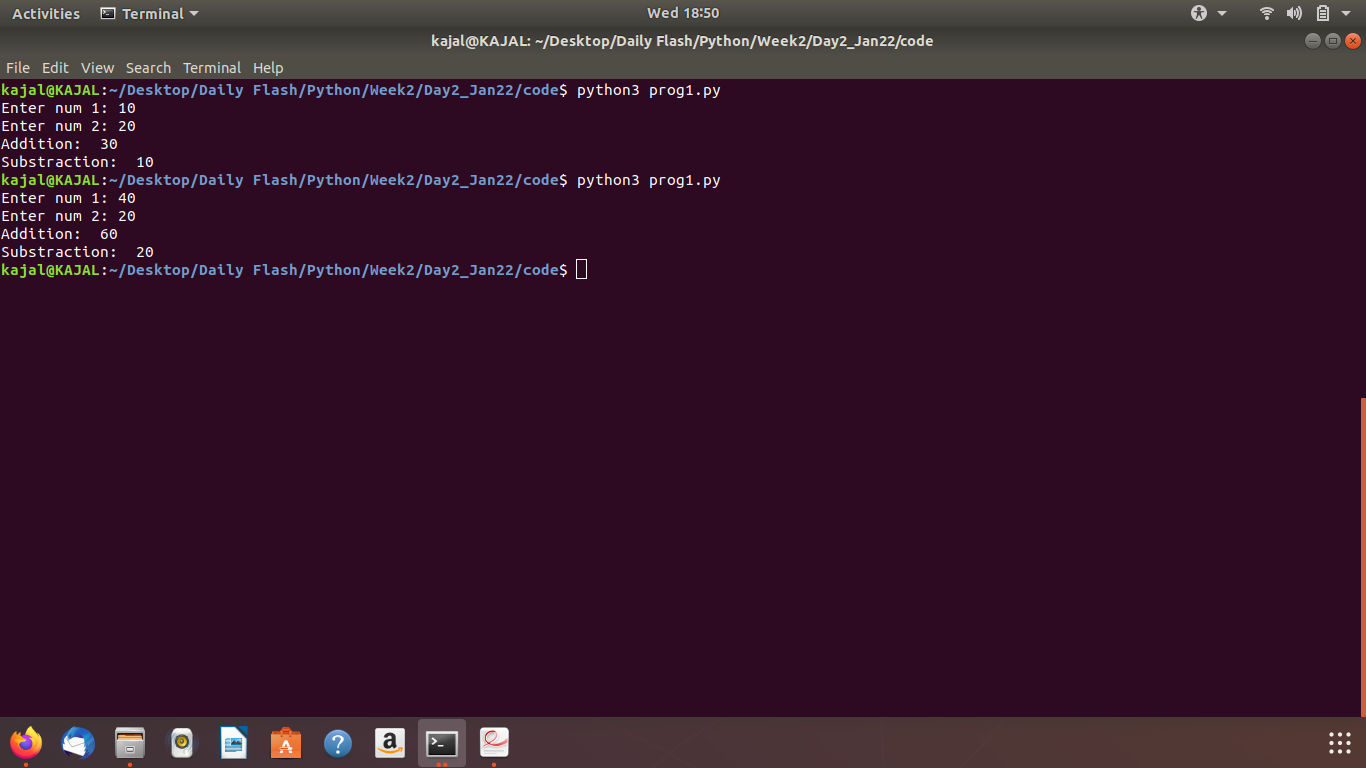 Activities Terminal Wed 18:50
kajal@KAJAL: ~/Desktop/Daily Flash/Python/Week2/Day2_Jan22/code
File Edit View Search Terminal Help
kajal@KAJAL:~/Desktop/Daily Flash/Python/Week2/Day2_Jan22/code$ python3 prog1.py
Enter num 1: 10
Enter num 2: 20
Addition:  30
Substraction:  10
kajal@KAJAL:~/Desktop/Daily Flash/Python/Week2/Day2_Jan22/code$ python3 prog1.py
Enter num 1: 40
Enter num 2: 20
Addition:  60
Substraction:  20
kajal@KAJAL:~/Desktop/Daily Flash/Python/Week2/Day2_Jan22/code$